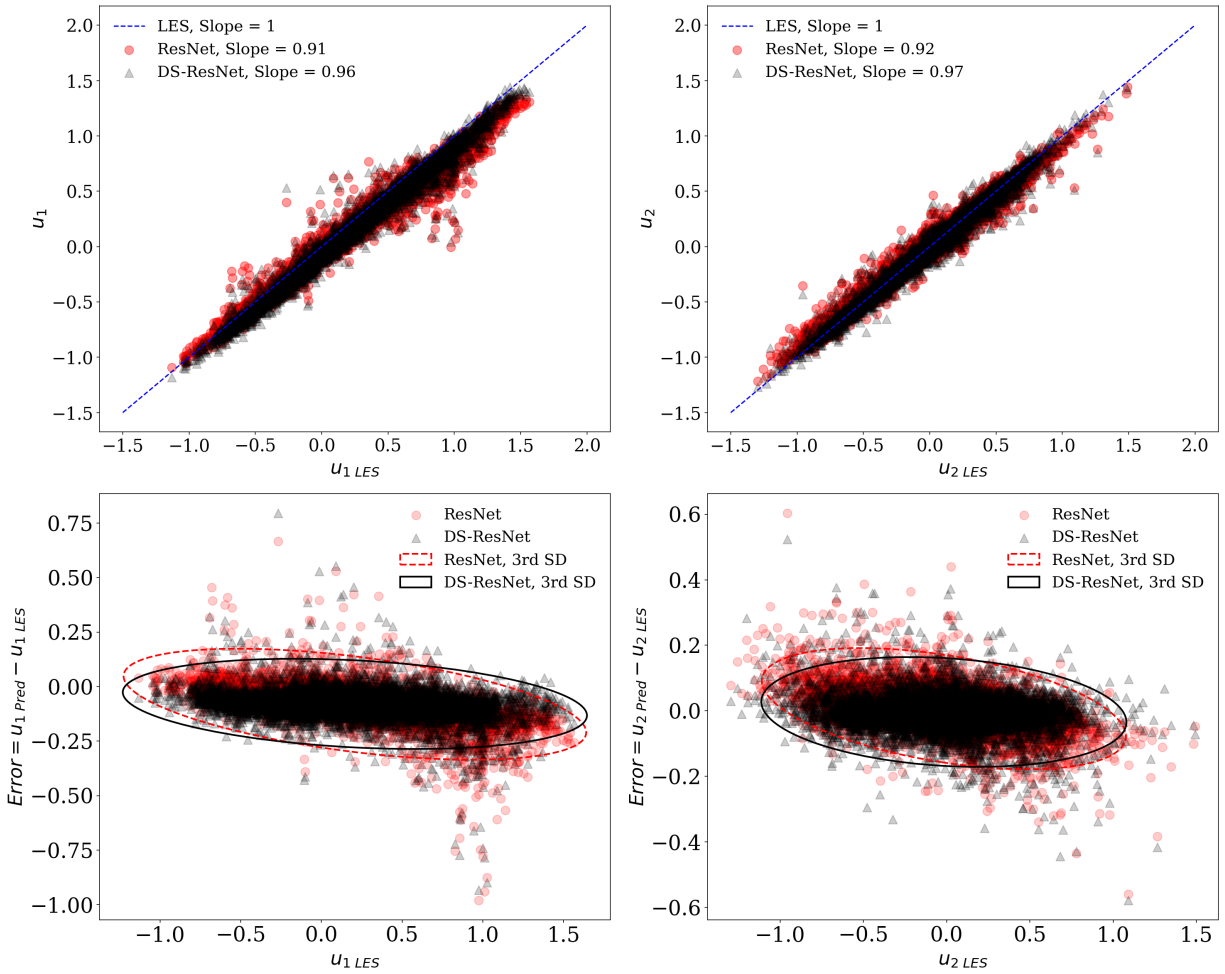 LES, Slope = 1
ResNet, Slope = 0.91
DS-ResNet, Slope = 0.96
2.0
1.5
1.0
0.5
0.0
−0.5
−1.0
−1.5
u₁
−1.5 −1.0 −0.5 0.0 0.5 1.0 1.5 2.0
u₁ LES
LES, Slope = 1
ResNet, Slope = 0.92
DS-ResNet, Slope = 0.97
2.0
1.5
1.0
0.5
0.0
−0.5
−1.0
−1.5
u₂
−1.5 −1.0 −0.5 0.0 0.5 1.0 1.5 2.0
u₂ LES
ResNet
DS-ResNet
ResNet, 3rd SD
DS-ResNet, 3rd SD
0.75
0.50
0.25
0.00
−0.25
−0.50
−0.75
−1.00
Error = u₁ Pred − u₁ LES
−1.0 −0.5 0.0 0.5 1.0 1.5
u₁ LES
ResNet
DS-ResNet
ResNet, 3rd SD
DS-ResNet, 3rd SD
0.6
0.4
0.2
0.0
−0.2
−0.4
−0.6
Error = u₂ Pred − u₂ LES
−1.0 −0.5 0.0 0.5 1.0 1.5
u₂ LES